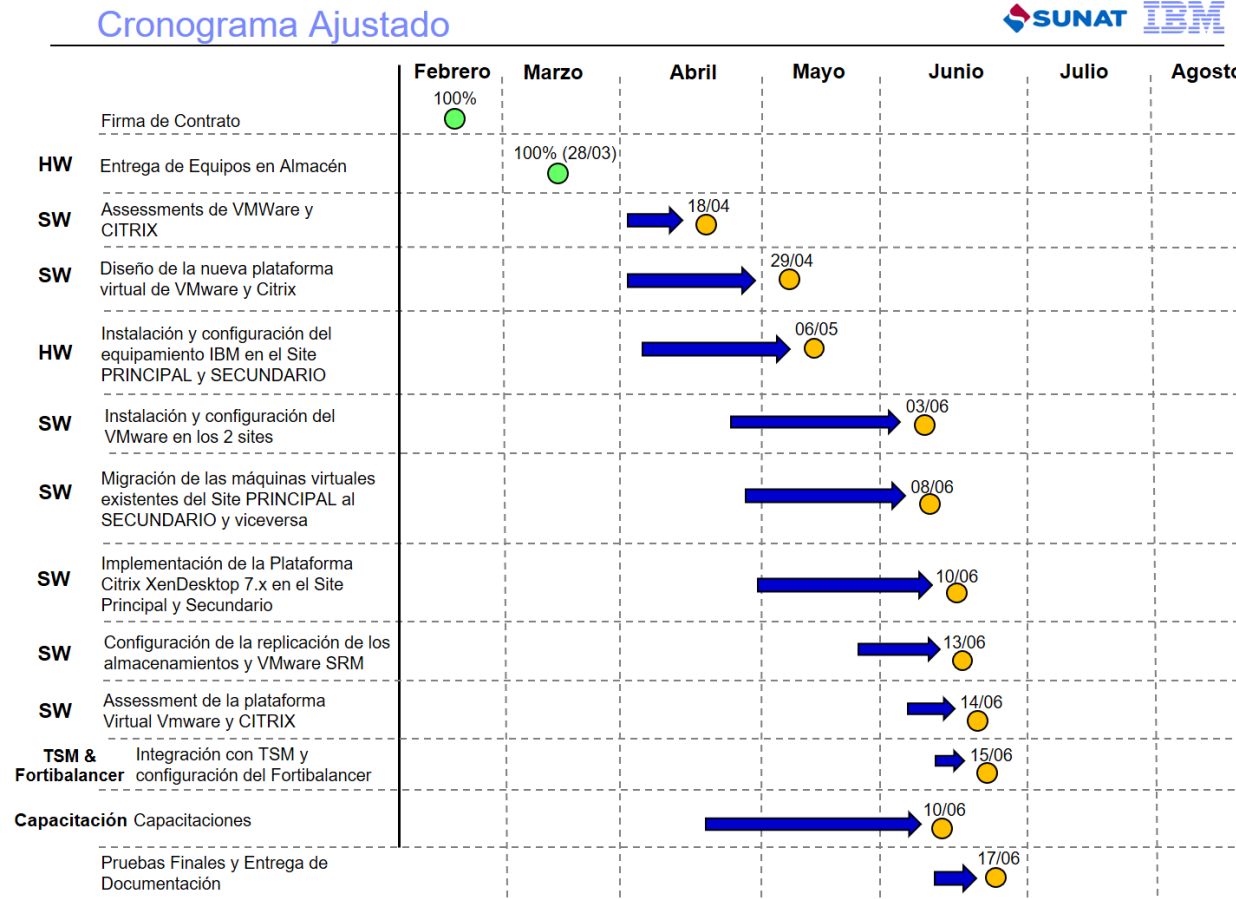 Cronograma Ajustado
SUNAT IBM
Febrero Marzo Abril Mayo Junio Julio Agosto
100%
Firma de Contrato
100% (28/03)
HW Entrega de Equipos en Almacén
18/04
SW Assessments de VMWare y
CITRIX
29/04
SW Diseño de la nueva plataforma
virtual de VMware y Citrix
06/05
HW Instalación y configuración del
equipamiento IBM en el Site
PRINCIPAL y SECUNDARIO
03/06
SW Instalación y configuración del
VMware en los 2 sites
08/06
SW Migración de las máquinas virtuales
existentes del Site PRINCIPAL al
SECUNDARIO y viceversa
10/06
SW Implementación de la Plataforma
Citrix XenDesktop 7.x en el Site
Principal y Secundario
13/06
SW Configuración de la replicación de los
almacenamientos y VMware SRM
14/06
SW Assessment de la plataforma
Virtual Vmware y CITRIX
15/06
TSM & Integración con TSM y
Fortibalancer configuración del Fortibalancer
10/06
Capacitación Capacitaciones
17/06
Pruebas Finales y Entrega de
Documentación